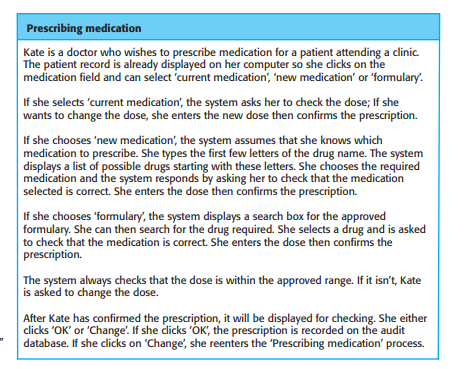 Prescribing medication
Kate is a doctor who wishes to prescribe medication for a patient attending a clinic.
The patient record is already displayed on her computer so she clicks on the
medication field and can select ‘current medication’, ‘new medication’ or ‘formulary’.
If she selects ‘current medication’, the system asks her to check the dose; If she
wants to change the dose, she enters the new dose then confirms the prescription.
If she chooses ‘new medication’, the system assumes that she knows which
medication to prescribe. She types the first few letters of the drug name. The system
displays a list of possible drugs starting with these letters. She chooses the required
medication and the system responds by asking her to check that the medication
selected is correct. She enters the dose then confirms the prescription.
If she chooses ‘formulary’, the system displays a search box for the approved
formulary. She can then search for the drug required. She selects a drug and is asked
to check that the medication is correct. She enters the dose then confirms the
prescription.
The system always checks that the dose is within the approved range. If it isn’t, Kate
is asked to change the dose.
After Kate has confirmed the prescription, it will be displayed for checking. She either
clicks ‘OK’ or ‘Change’. If she clicks ‘OK’, the prescription is recorded on the audit
database. If she clicks on ‘Change’, she reenters the ‘Prescribing medication’ process.